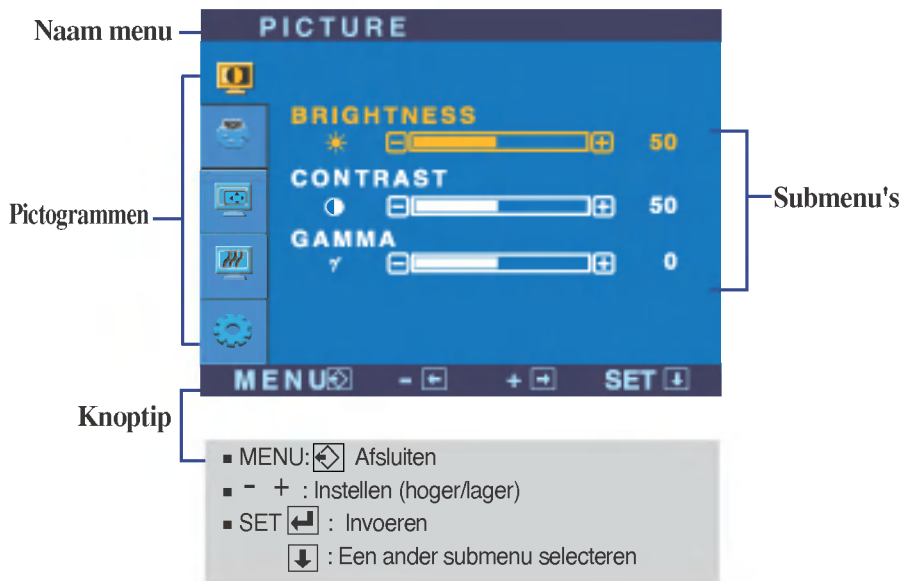 Naam menu
PICTURE
BRIGHTNESS
50
CONTRAST
50
GAMMA
γ
0
Pictogrammen
Submenu's
MENU - + SET
Knoptip
■ MENU: Afsluiten
■ - + : Instellen (hoger/lager)
■ SET : Invoeren
: Een ander submenu selecteren